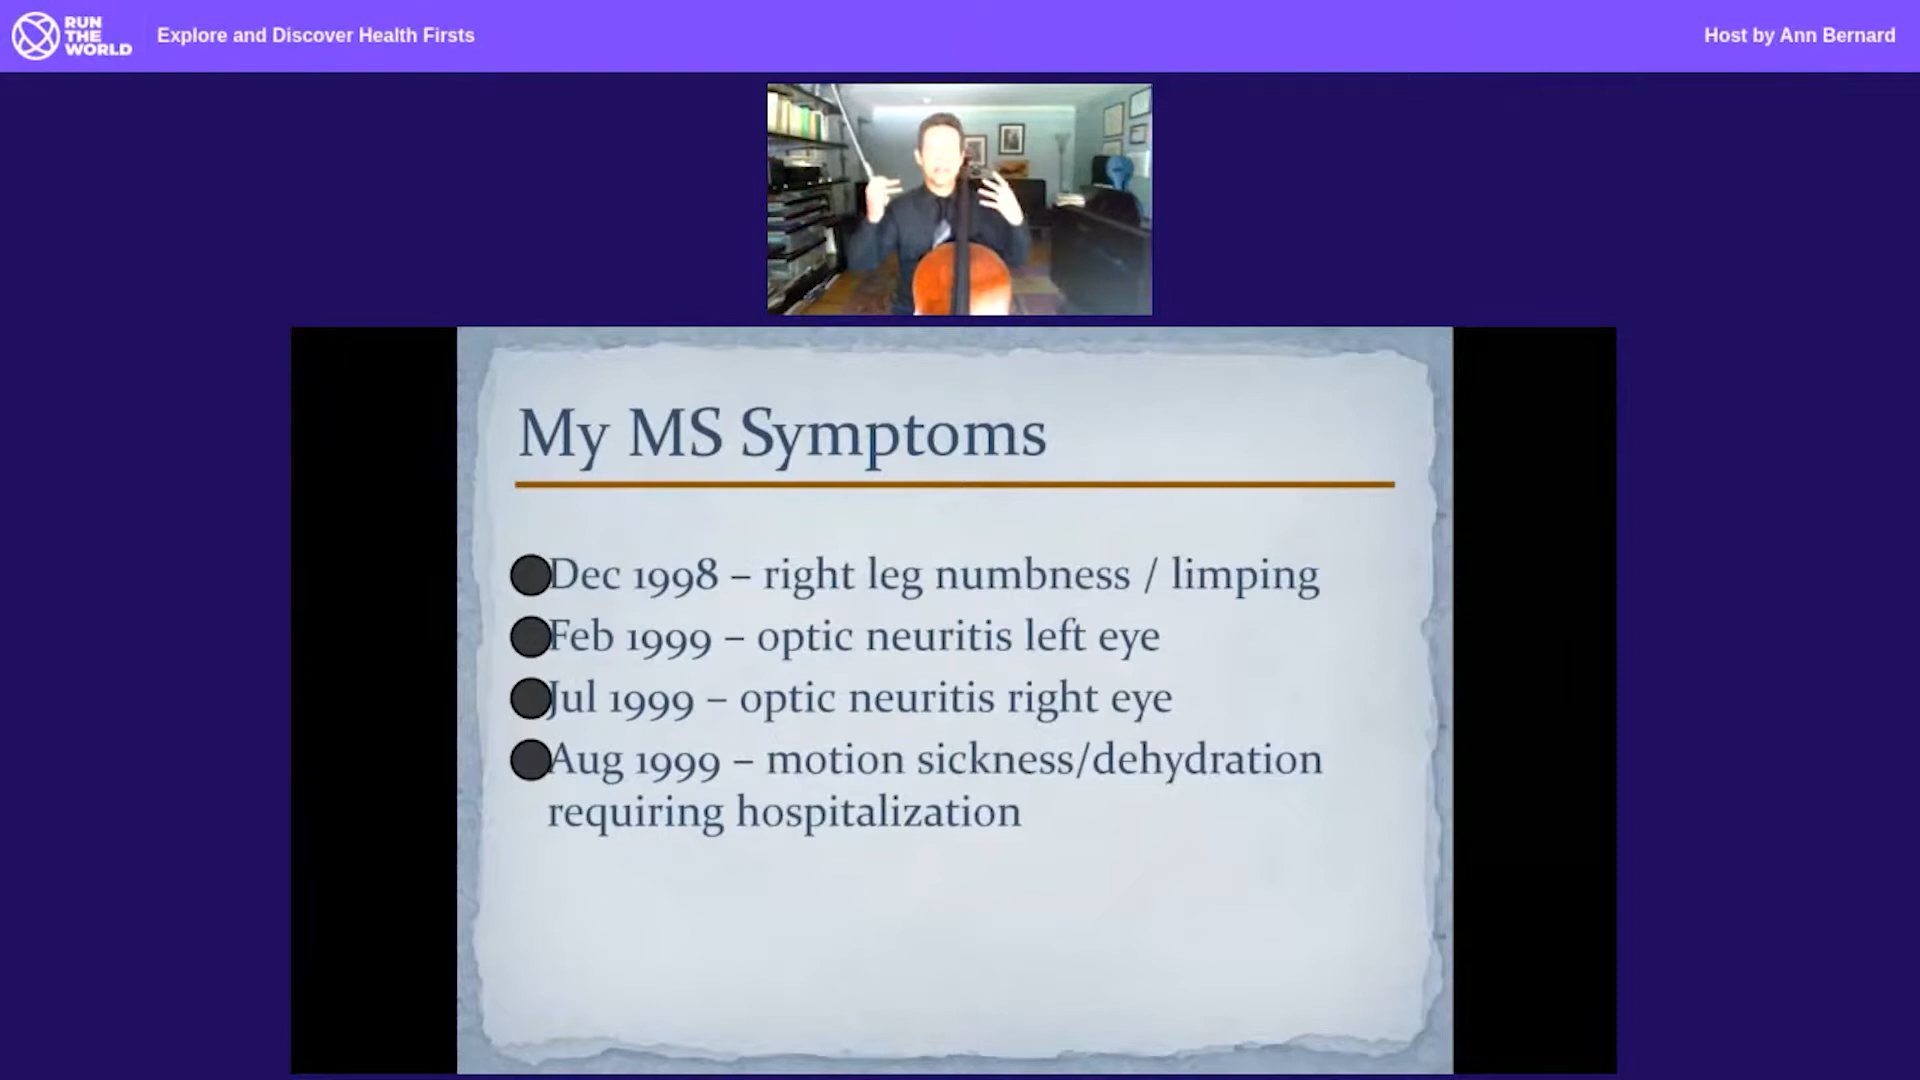 RUN
THE
WORLD
Explore and Discover Health Firsts
Host by Ann Bernard
My MS Symptoms
Dec 1998 – right leg numbness / limping
Feb 1999 – optic neuritis left eye
Jul 1999 – optic neuritis right eye
Aug 1999 – motion sickness/dehydration
requiring hospitalization